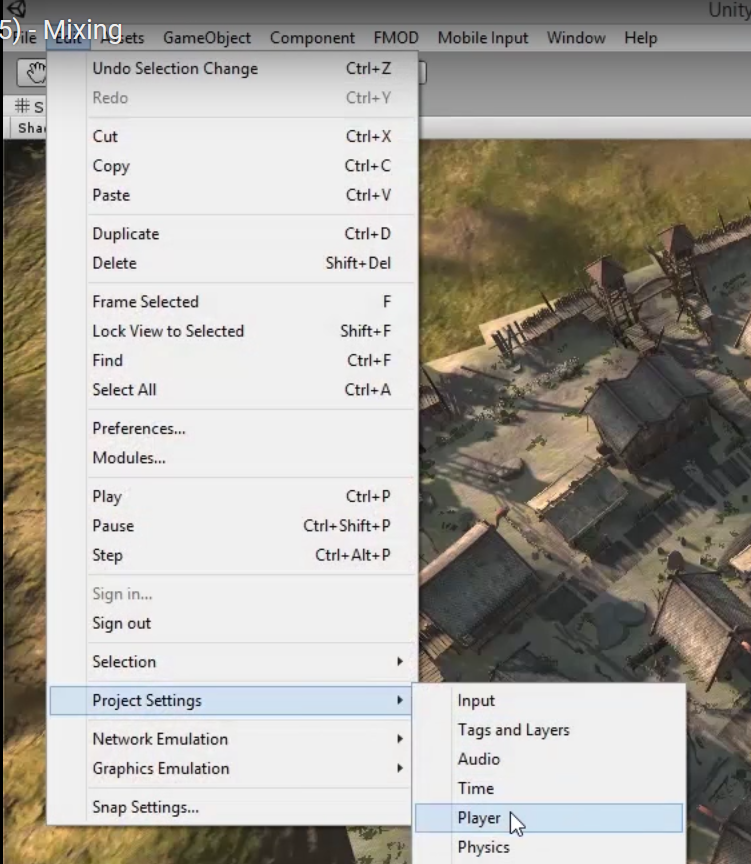 Unity
5) - Mixing
File Edit Assets GameObject Component FMOD Mobile Input Window Help
Undo Selection Change Ctrl+Z
Redo Ctrl+Y
# S
Sha
Cut Ctrl+X
Copy Ctrl+C
Paste Ctrl+V
Duplicate Ctrl+D
Delete Shift+Del
Frame Selected F
Lock View to Selected Shift+F
Find Ctrl+F
Select All Ctrl+A
Preferences...
Modules...
Play Ctrl+P
Pause Ctrl+Shift+P
Step Ctrl+Alt+P
Sign in...
Sign out
Selection
Project Settings
Network Emulation
Graphics Emulation
Snap Settings...
Input
Tags and Layers
Audio
Time
Player
Physics